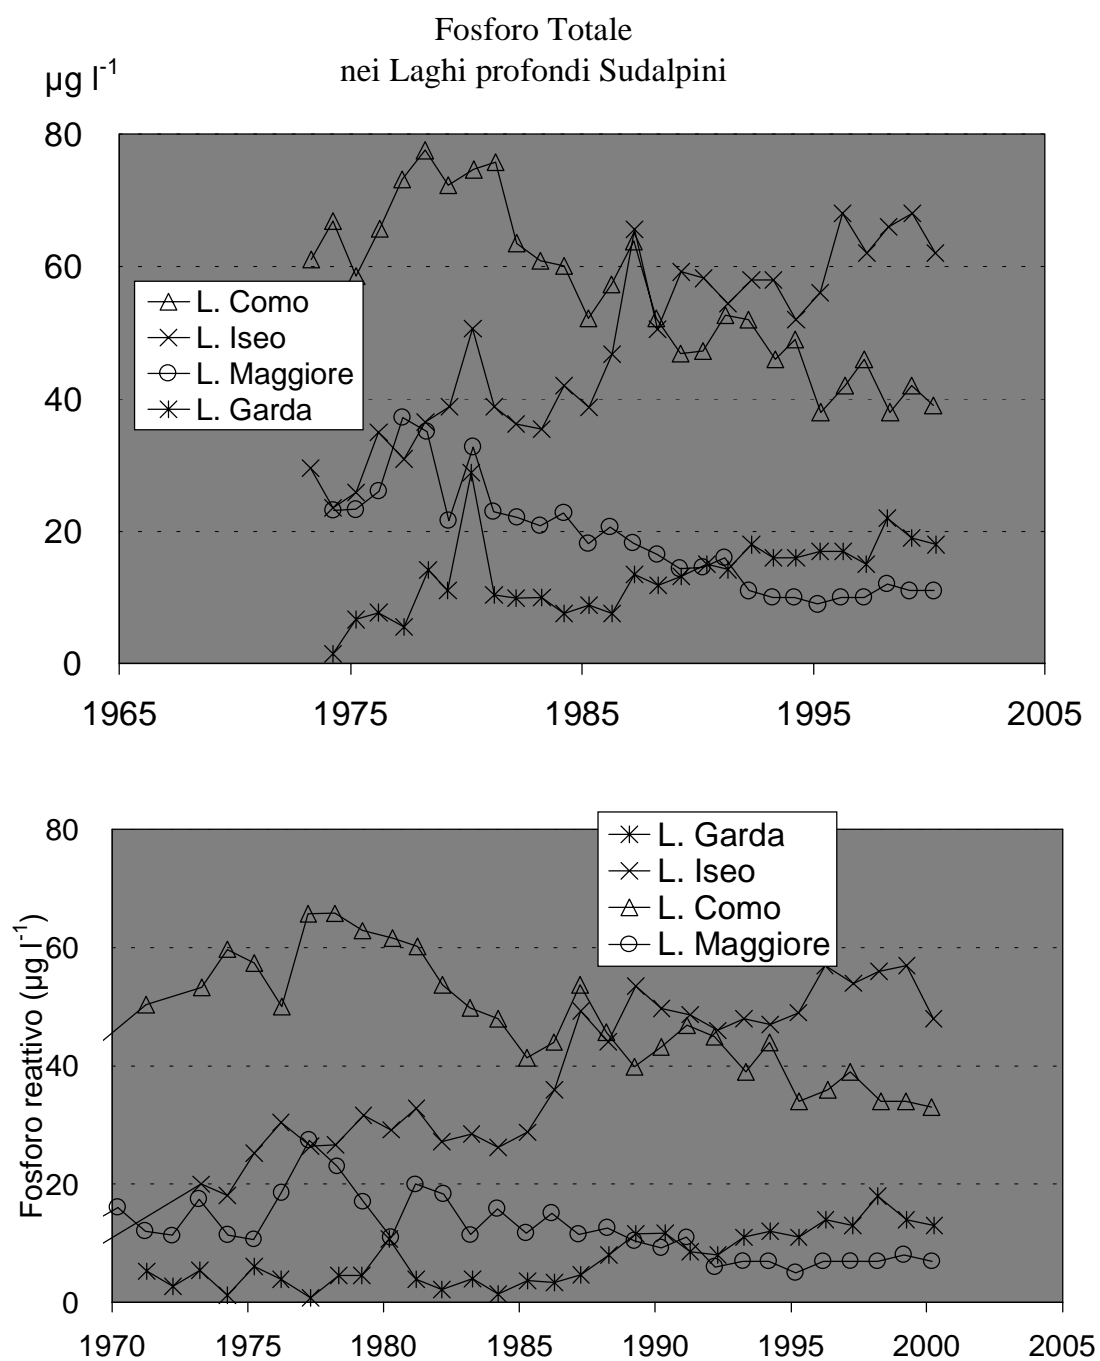 Fosforo Totale
nei Laghi profondi Sudalpini
µg l-1
80
60
40
20
0
L. Como
L. Iseo
L. Maggiore
L. Garda
1965 1975 1985 1995 2005
Fosforo reattivo (µg l-1)
80
60
40
20
0
L. Garda
L. Iseo
L. Como
L. Maggiore
1970 1975 1980 1985 1990 1995 2000 2005